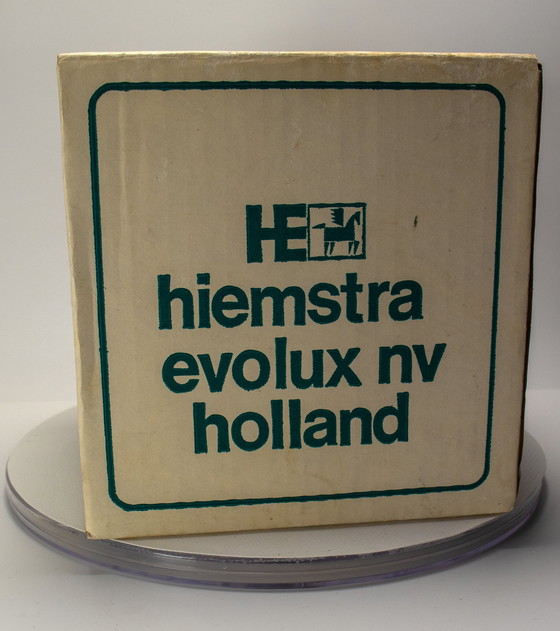 HE
hiemstra
evolux nv
holland